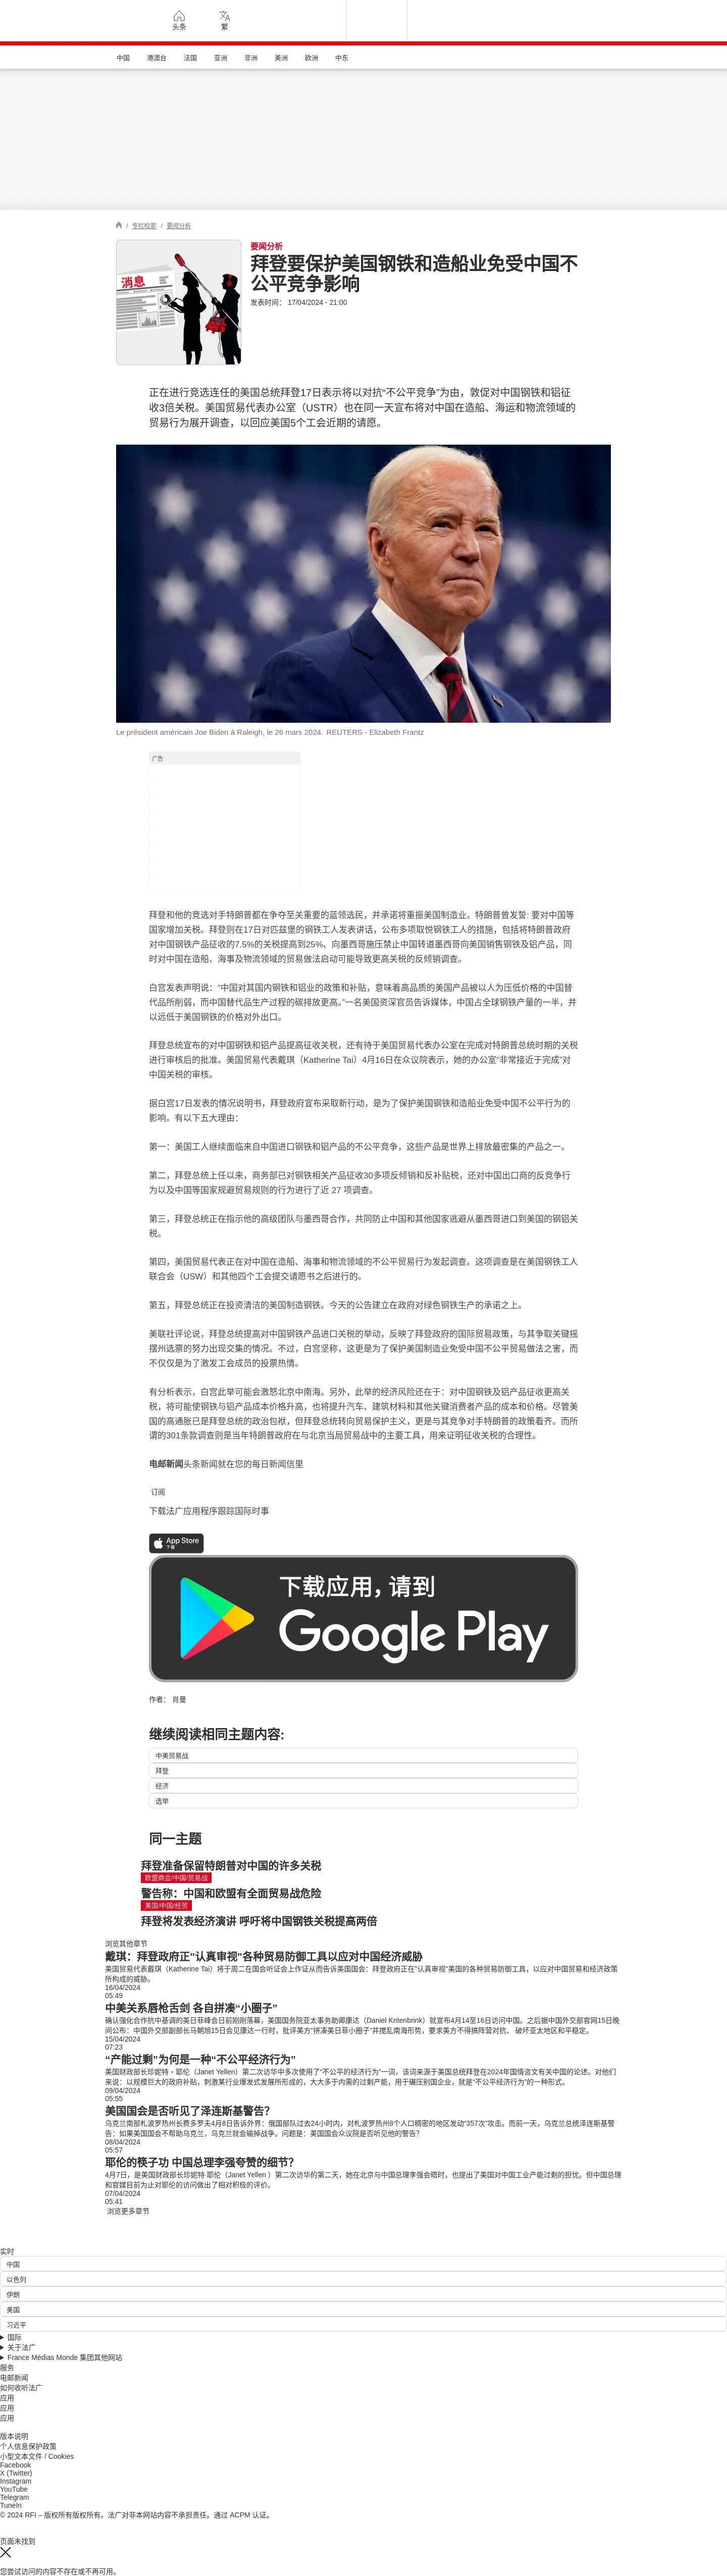 头条
繁
中国
港澳台
法国
亚洲
非洲
美洲
欧洲
中东
/ 专栏检索 / 要闻分析
消息
要闻分析
拜登要保护美国钢铁和造船业免受中国不
公平竞争影响
发表时间： 17/04/2024 - 21:00
正在进行竞选连任的美国总统拜登17日表示将以对抗“不公平竞争”为由，敦促对中国钢铁和铝征
收3倍关税。美国贸易代表办公室（USTR）也在同一天宣布将对中国在造船、海运和物流领域的
贸易行为展开调查，以回应美国5个工会近期的请愿。
Le président américain Joe Biden à Raleigh, le 26 mars 2024. REUTERS - Elizabeth Frantz
广告
拜登和他的竞选对手特朗普都在争夺至关重要的蓝领选民，并承诺将重振美国制造业。特朗普曾发誓: 要对中国等
国家增加关税。拜登则在17日对匹兹堡的钢铁工人发表讲话，公布多项取悦钢铁工人的措施，包括将特朗普政府
对中国钢铁产品征收的7.5%的关税提高到25%、向墨西哥施压禁止中国转道墨西哥向美国销售钢铁及铝产品，同
时对中国在造船、海事及物流领域的贸易做法启动可能导致更高关税的反倾销调查。
白宫发表声明说：“中国对其国内钢铁和铝业的政策和补贴，意味着高品质的美国产品被以人为压低价格的中国替
代品所削弱，而中国替代品生产过程的碳排放更高。”一名美国资深官员告诉媒体，中国占全球钢铁产量的一半，并
以远低于美国钢铁的价格对外出口。
拜登总统宣布的对中国钢铁和铝产品提高征收关税，还有待于美国贸易代表办公室在完成对特朗普总统时期的关税
进行审核后的批准。美国贸易代表戴琪（Katherine Tai）4月16日在众议院表示，她的办公室“非常接近于完成”对
中国关税的审核。
据白宫17日发表的情况说明书，拜登政府宣布采取新行动，是为了保护美国钢铁和造船业免受中国不公平行为的
影响。有以下五大理由：
第一：美国工人继续面临来自中国进口钢铁和铝产品的不公平竞争，这些产品是世界上排放最密集的产品之一。
第二，拜登总统上任以来，商务部已对钢铁相关产品征收30多项反倾销和反补贴税，还对中国出口商的反竞争行
为以及中国等国家规避贸易规则的行为进行了近 27 项调查。
第三，拜登总统正在指示他的高级团队与墨西哥合作，共同防止中国和其他国家逃避从墨西哥进口到美国的钢铝关
税。
第四，美国贸易代表正在对中国在造船、海事和物流领域的不公平贸易行为发起调查。这项调查是在美国钢铁工人
联合会（USW）和其他四个工会提交请愿书之后进行的。
第五，拜登总统正在投资清洁的美国制造钢铁。今天的公告建立在政府对绿色钢铁生产的承诺之上。
美联社评论说，拜登总统提高对中国钢铁产品进口关税的举动，反映了拜登政府的国际贸易政策，与其争取关键摇
摆州选票的努力出现交集的情况。不过，白宫坚称，这更是为了保护美国制造业免受中国不公平贸易做法之害，而
不仅仅是为了激发工会成员的投票热情。
有分析表示，白宫此举可能会激怒北京中南海。另外，此举的经济风险还在于：对中国钢铁及铝产品征收更高关
税，将可能使钢铁与铝产品成本价格升高，也将提升汽车、建筑材料和其他关键消费者产品的成本和价格。尽管美
国的高通胀已是拜登总统的政治包袱，但拜登总统转向贸易保护主义，更是与其竞争对手特朗普的政策看齐。而所
谓的301条款调查则是当年特朗普政府在与北京当局贸易战中的主要工具，用来证明征收关税的合理性。
电邮新闻头条新闻就在您的每日新闻信里
订阅
下载法广应用程序跟踪国际时事
App Store
下载
下载应用，请到
Google Play
作者： 肖曼
继续阅读相同主题内容:
中美贸易战
拜登
经济
选举
同一主题
拜登准备保留特朗普对中国的许多关税
欧盟商会/中国/贸易战
警告称：中国和欧盟有全面贸易战危险
美国/中国/经贸
拜登将发表经济演讲 呼吁将中国钢铁关税提高两倍
浏览其他章节
戴琪：拜登政府正"认真审视"各种贸易防御工具以应对中国经济威胁
美国贸易代表戴琪（Katherine Tai）将于周二在国会听证会上作证从而告诉美国国会：拜登政府正在"认真审视"美国的各种贸易防御工具，以应对中国贸易和经济政策
所构成的威胁。
16/04/2024
05:49
中美关系唇枪舌剑 各自拼凑“小圈子”
确认强化合作抗中基调的美日菲峰会日前刚刚落幕，美国国务院亚太事务助卿康达（Daniel Kritenbrink）就宣布4月14至16日访问中国。之后据中国外交部官网15日晚
间公布：中国外交部副部长马朝旭15日会见康达一行时，批评美方"拼凑美日菲小圈子"并搅乱南海形势，要求美方不得搞阵营对抗、 破坏亚太地区和平稳定。
15/04/2024
07:23
“产能过剩”为何是一种“不公平经济行为”
美国财政部长珍妮特・耶伦（Janet Yellen）第二次访华中多次使用了“不公平的经济行为”一词，该词来源于美国总统拜登在2024年国情咨文有关中国的论述。对他们
来说：以规模巨大的政府补贴，刺激某行业爆发式发展所形成的，大大多于内需的过剩产能，用于碾压别国企业，就是“不公平经济行为”的一种形式。
09/04/2024
05:55
美国国会是否听见了泽连斯基警告？
乌克兰南部札波罗热州长费多罗夫4月8日告诉外界：俄国部队过去24小时内，对札波罗热州8个人口稠密的地区发动“357次”攻击。而前一天，乌克兰总统泽连斯基警
告：如果美国国会不帮助乌克兰，乌克兰就会输掉战争。问题是：美国国会众议院是否听见他的警告？
08/04/2024
05:57
耶伦的筷子功 中国总理李强夸赞的细节？
4月7日，是美国财政部长珍妮特·耶伦（Janet Yellen ）第二次访华的第二天，她在北京与中国总理李强会晤时，也提出了美国对中国工业产能过剩的担忧。但中国总理
和官媒目前为止对耶伦的访问做出了相对积极的评价。
07/04/2024
05:41
浏览更多章节
实时
中国
以色列
伊朗
美国
习近平
国际
关于法广
France Médias Monde 集团其他网站
服务
电邮新闻
如何收听法广
应用
应用
应用
版本说明
个人信息保护政策
小型文本文件 / Cookies
Facebook
X (Twitter)
Instagram
YouTube
Telegram
TuneIn
© 2024 RFI – 版权所有版权所有。法广对非本网站内容不承担责任。通过 ACPM 认证。
页面未找到
您尝试访问的内容不存在或不再可用。